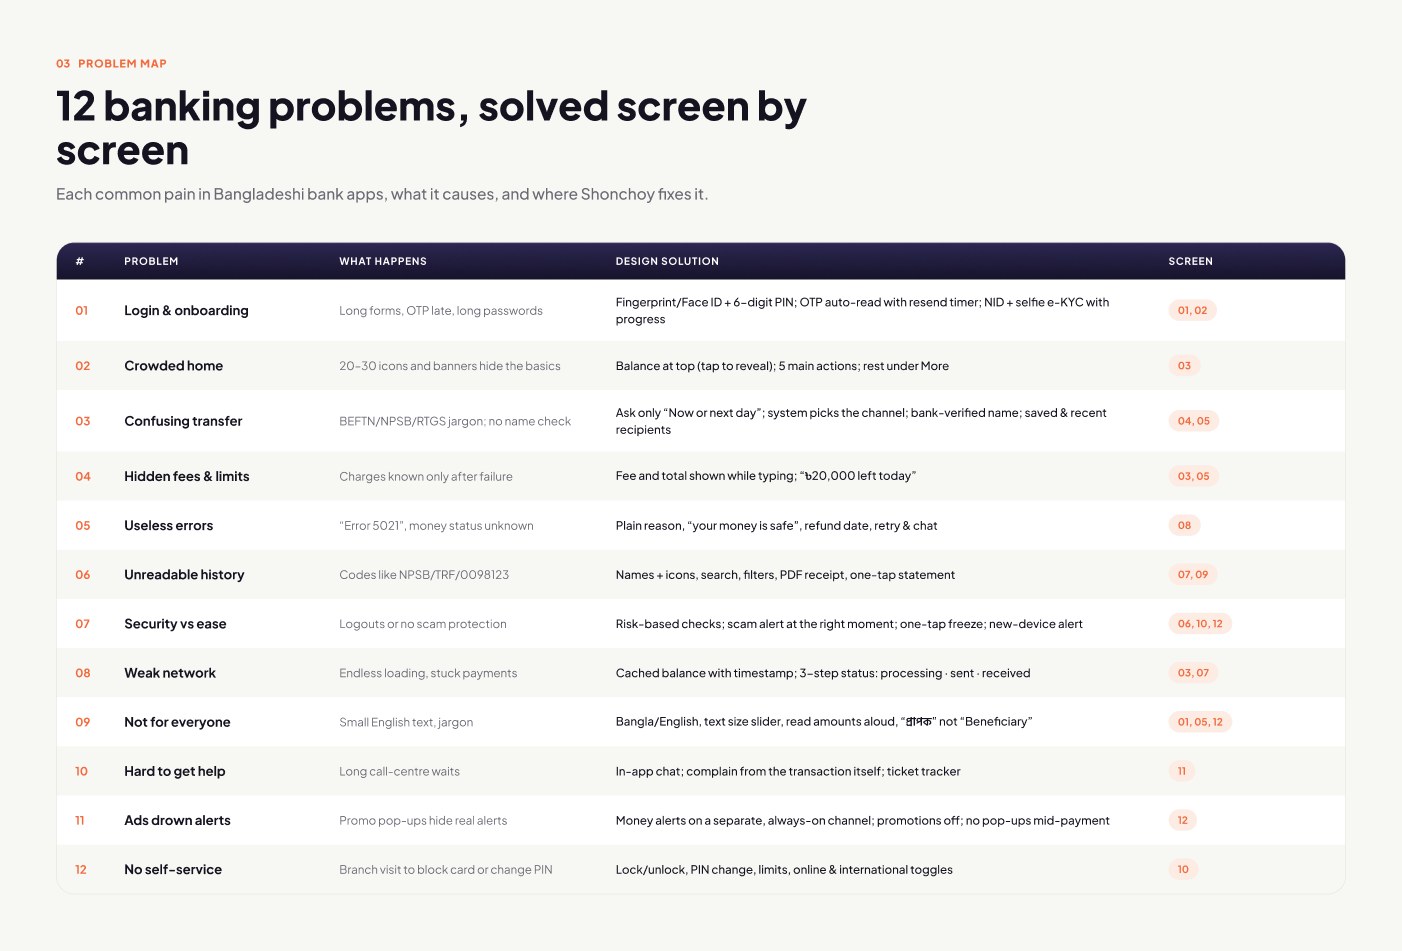 03 PROBLEM MAP
12 banking problems, solved screen by
screen
Each common pain in Bangladeshi bank apps, what it causes, and where Shonchoy fixes it.
# PROBLEM WHAT HAPPENS DESIGN SOLUTION SCREEN
01 Login & onboarding Long forms, OTP late, long passwords Fingerprint/Face ID + 6-digit PIN; OTP auto-read with resend timer; NID + selfie e-KYC with
progress 01, 02
02 Crowded home 20–30 icons and banners hide the basics Balance at top (tap to reveal); 5 main actions; rest under More 03
03 Confusing transfer BEFTN/NPSB/RTGS jargon; no name check Ask only “Now or next day”; system picks the channel; bank-verified name; saved & recent
recipients 04, 05
04 Hidden fees & limits Charges known only after failure Fee and total shown while typing; “৳20,000 left today” 03, 05
05 Useless errors “Error 5021”, money status unknown Plain reason, “your money is safe”, refund date, retry & chat 08
06 Unreadable history Codes like NPSB/TRF/0098123 Names + icons, search, filters, PDF receipt, one-tap statement 07, 09
07 Security vs ease Logouts or no scam protection Risk-based checks; scam alert at the right moment; one-tap freeze; new-device alert 06, 10, 12
08 Weak network Endless loading, stuck payments Cached balance with timestamp; 3-step status: processing · sent · received 03, 07
09 Not for everyone Small English text, jargon Bangla/English, text size slider, read amounts aloud, “প্রাপক” not “Beneficiary” 01, 05, 12
10 Hard to get help Long call-centre waits In-app chat; complain from the transaction itself; ticket tracker 11
11 Ads drown alerts Promo pop-ups hide real alerts Money alerts on a separate, always-on channel; promotions off; no pop-ups mid-payment 12
12 No self-service Branch visit to block card or change PIN Lock/unlock, PIN change, limits, online & international toggles 10